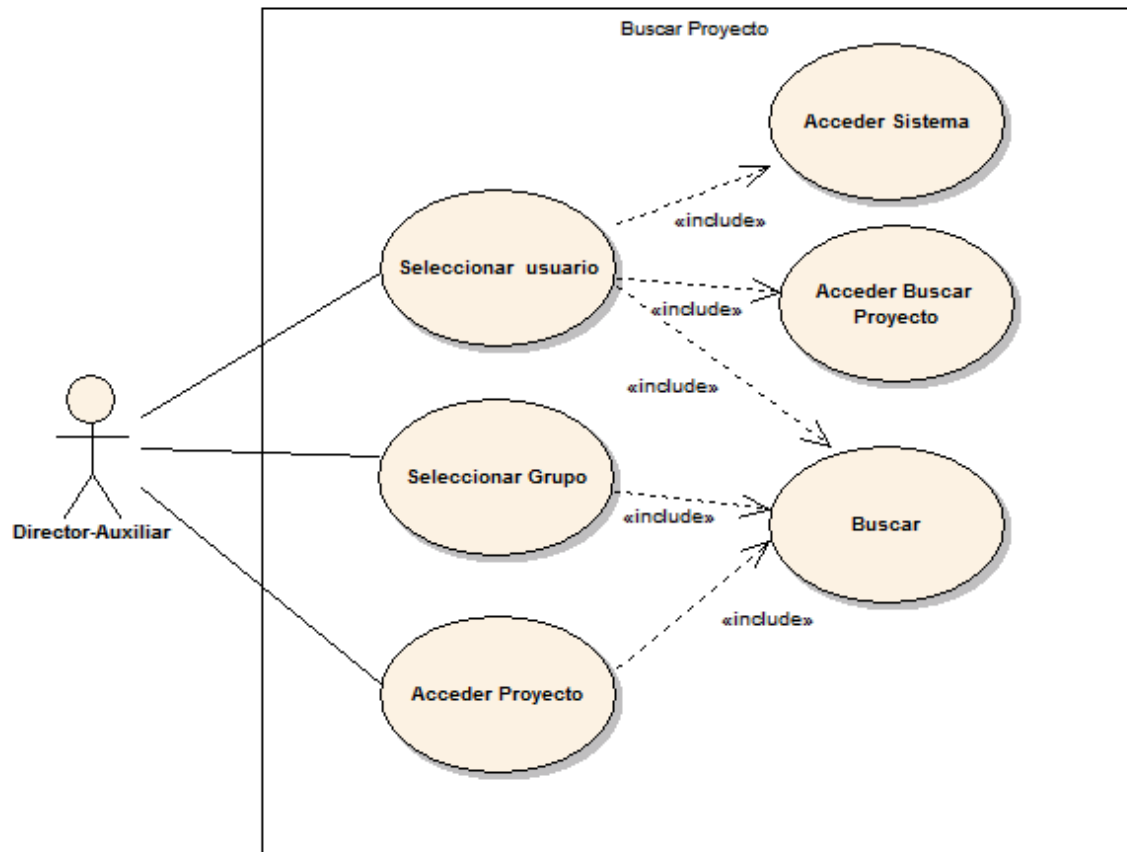 Buscar Proyecto
Acceder Sistema
«include»
Seleccionar usuario
Acceder Buscar
Proyecto
«include»
«include»
Seleccionar Grupo
«include»
Buscar
Director-Auxiliar
«include»
Acceder Proyecto